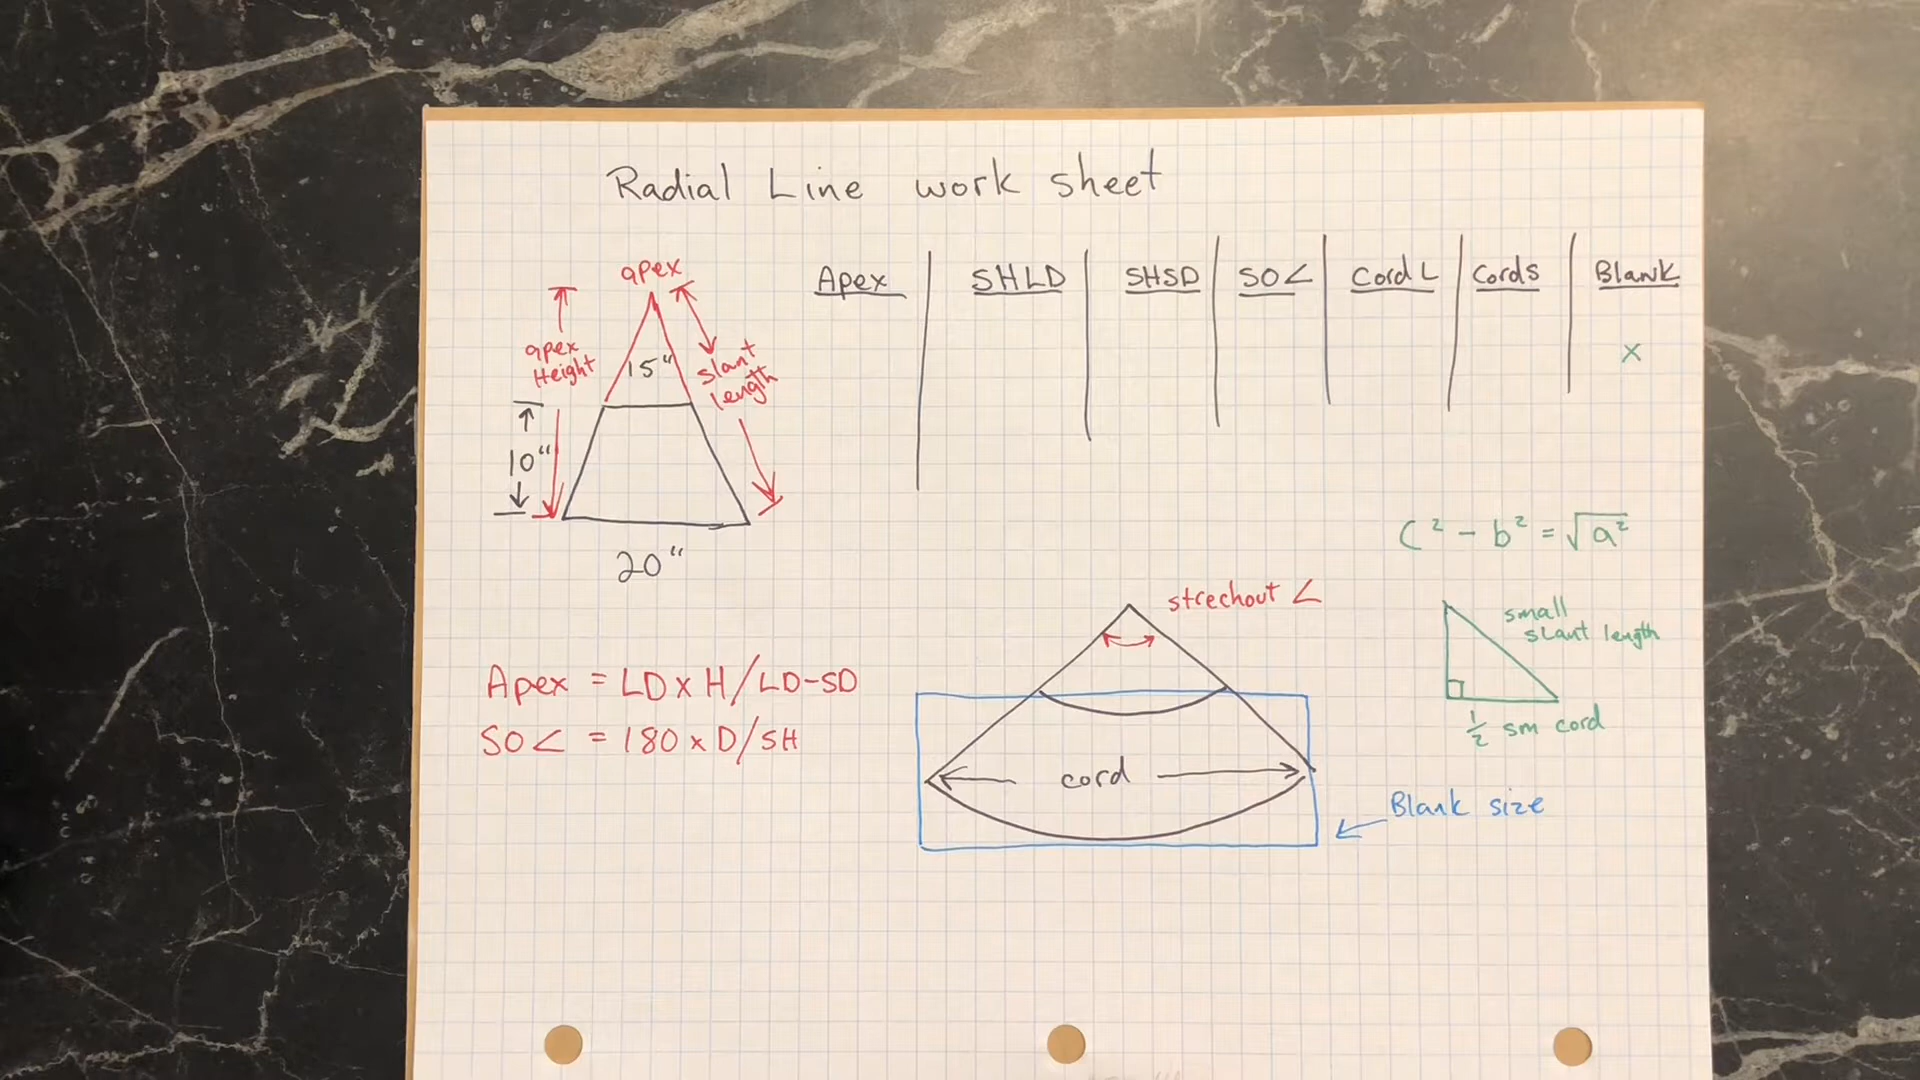 Radial Line work sheet
apex
apex
Height
15"
slant
length
10"
20"
Apex
SHLD
SHSD
SO∠
Cord L
Cords
Blank
x
C² - b² = √a²
strechout ∠
small
slant length
½ sm cord
Apex = LD x H/LD-SD
SO∠ = 180 x D/SH
cord
Blank size